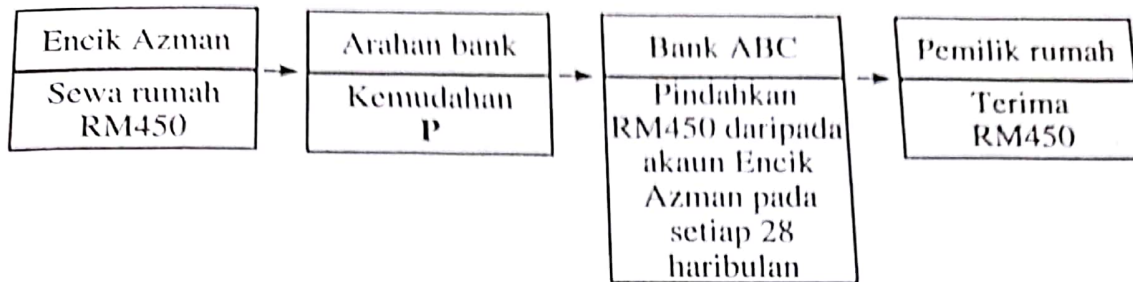 Encik Azman
Sewa rumah
RM450
Arahan bank
Kemudahan
P
Bank ABC
Pindahkan
RM450 daripada
akaun Encik
Azman pada
setiap 28
haribulan
Pemilik rumah
Terima
RM450